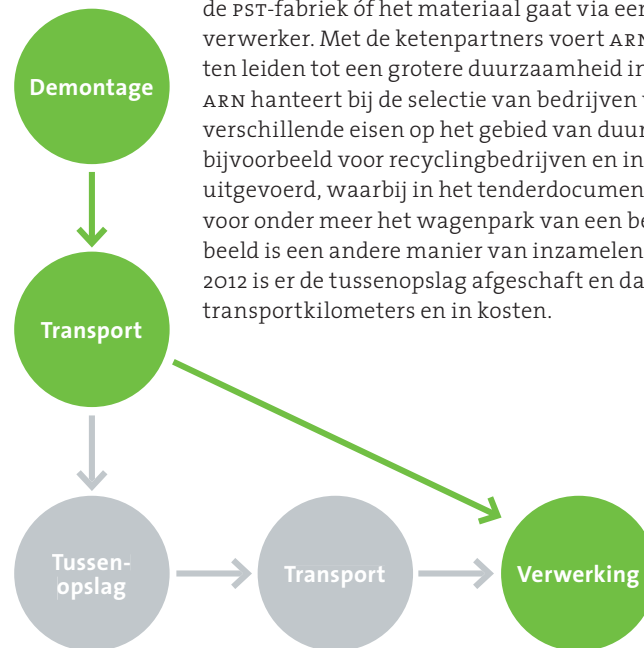 de PST-fabriek óf het materiaal gaat via een
verwerker. Met de ketenpartners voert ARN
ten leiden tot een grotere duurzaamheid in
ARN hanteert bij de selectie van bedrijven
verschillende eisen op het gebied van duur
bijvoorbeeld voor recyclingbedrijven en in
uitgevoerd, waarbij in het tenderdocumen
voor onder meer het wagenpark van een be
beeld is een andere manier van inzamelen
2012 is er de tussenopslag afgeschaft en da
transportkilometers en in kosten.
Demontage
Transport
Tussen-
opslag
Transport
Verwerking